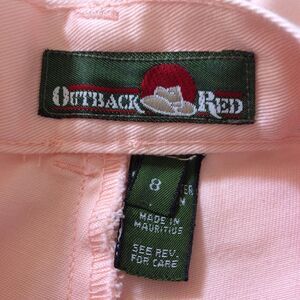 OUTBACK RED
8
MADE IN
MAURITIUS
SEE REV.
FOR CARE